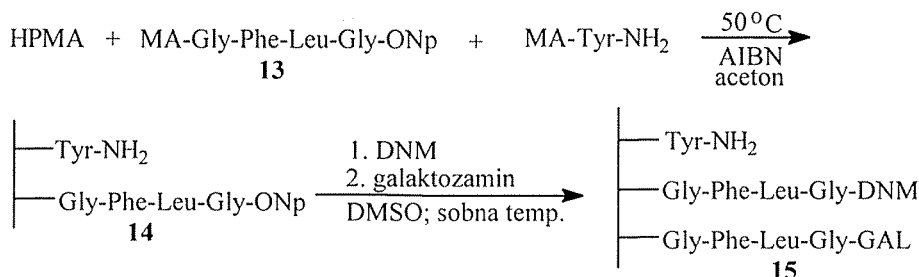 HPMA + MA-Gly-Phe-Leu-Gly-ONp + MA-Tyr-NH₂ 50°C
13 AIBN
aceton
Tyr-NH₂ 1. DNM Tyr-NH₂
Gly-Phe-Leu-Gly-ONp 2. galaktozamin Gly-Phe-Leu-Gly-DNM
14 DMSO; sobna temp. Gly-Phe-Leu-Gly-GAL
15